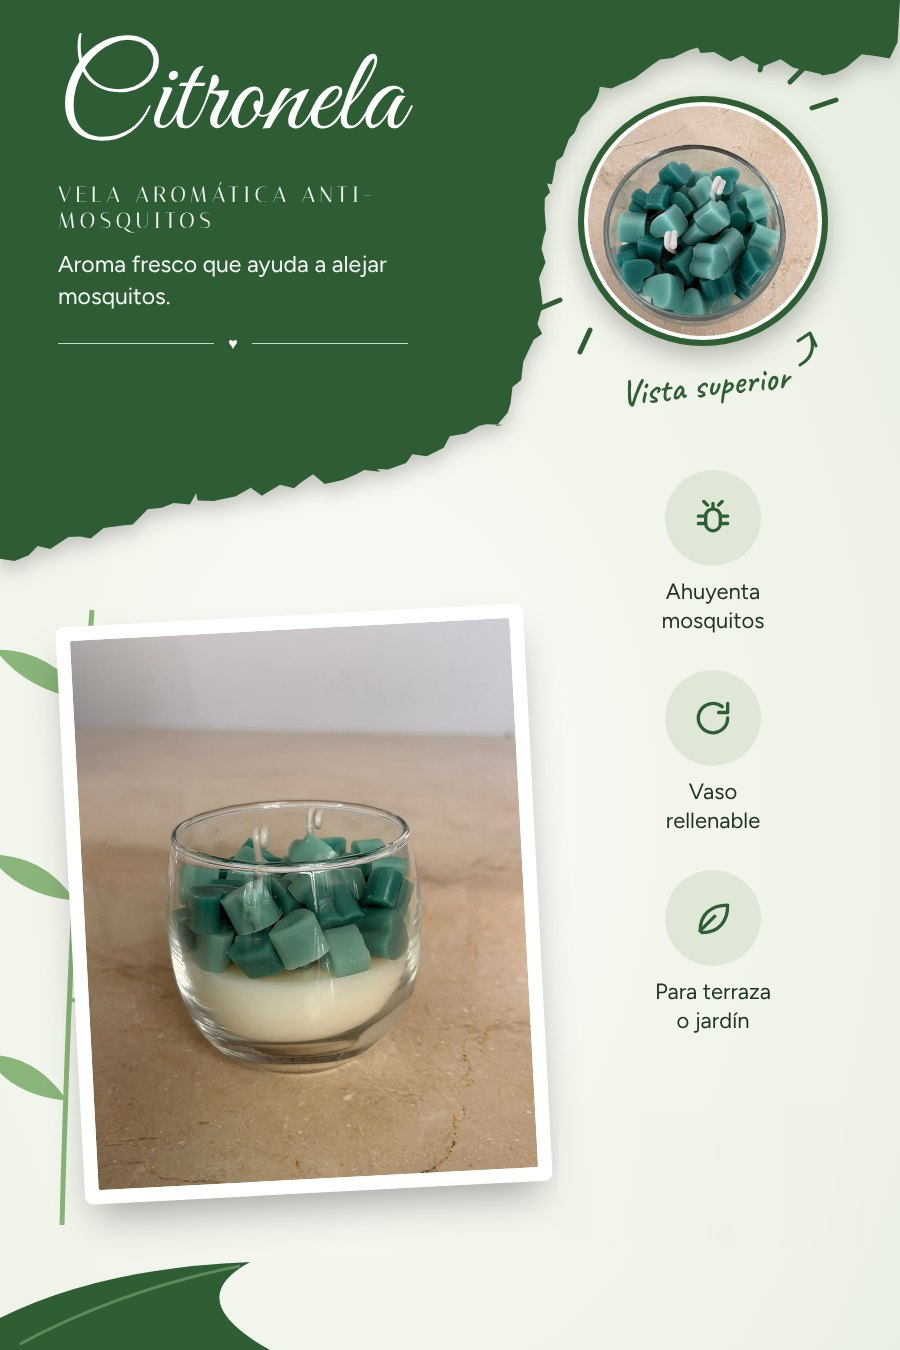 Citronela
VELA AROMÁTICA ANTI-
MOSQUITOS
Aroma fresco que ayuda a alejar
mosquitos.
Vista superior
Ahuyenta
mosquitos
Vaso
rellenable
Para terraza
o jardín